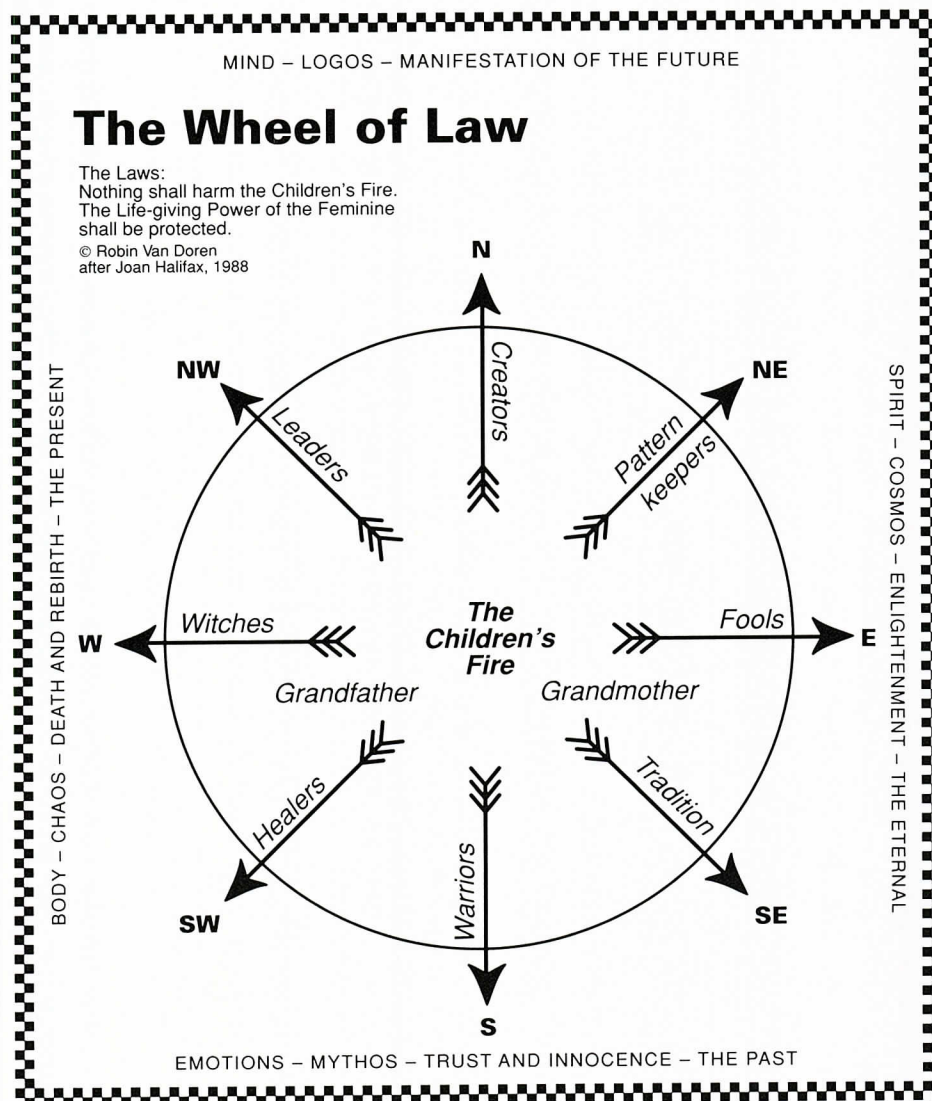 MIND – LOGOS – MANIFESTATION OF THE FUTURE
The Wheel of Law
The Laws:
Nothing shall harm the Children's Fire.
The Life-giving Power of the Feminine
shall be protected.
© Robin Van Doren
after Joan Halifax, 1988
N
NW
NE
Creators
Leaders
Pattern
keepers
BODY – CHAOS – DEATH AND REBIRTH – THE PRESENT
SPIRIT – COSMOS – ENLIGHTENMENT – THE ETERNAL
W
Witches
The
Children's
Fire
Fools
E
Grandfather
Grandmother
Healers
Warriors
Tradition
SW
SE
S
EMOTIONS – MYTHOS – TRUST AND INNOCENCE – THE PAST